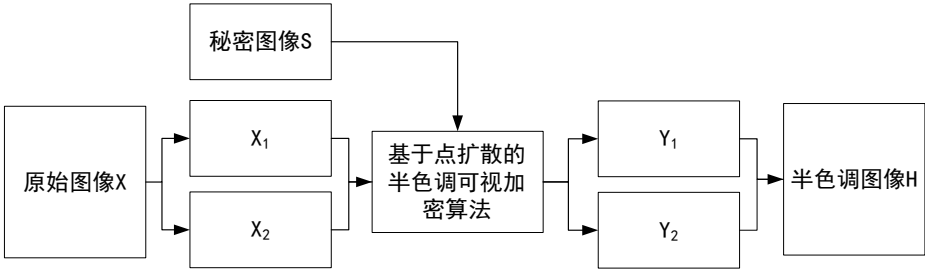 秘密图像S
原始图像X
X₁
X₂
基于点扩散的
半色调可视加
密算法
Y₁
Y₂
半色调图像H